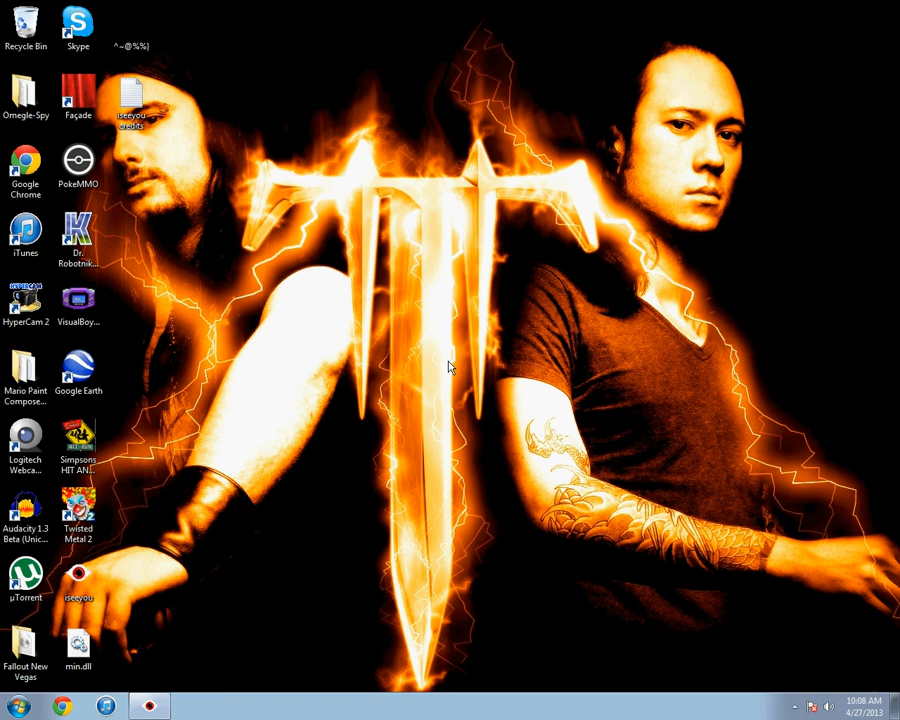 Recycle Bin
Skype
^~@%%}
Omegle-Spy
Façade
iseeyou
credits
Google
Chrome
PokeMMO
iTunes
Dr.
Robotnik...
HyperCam 2
VisualBoy...
Mario Paint
Compose...
Google Earth
Logitech
Webca...
Simpsons
HIT AN...
Audacity 1.3
Beta (Unic...
Twisted
Metal 2
µTorrent
iseeyou
Fallout New
Vegas
min.dll
10:08 AM
4/27/2013